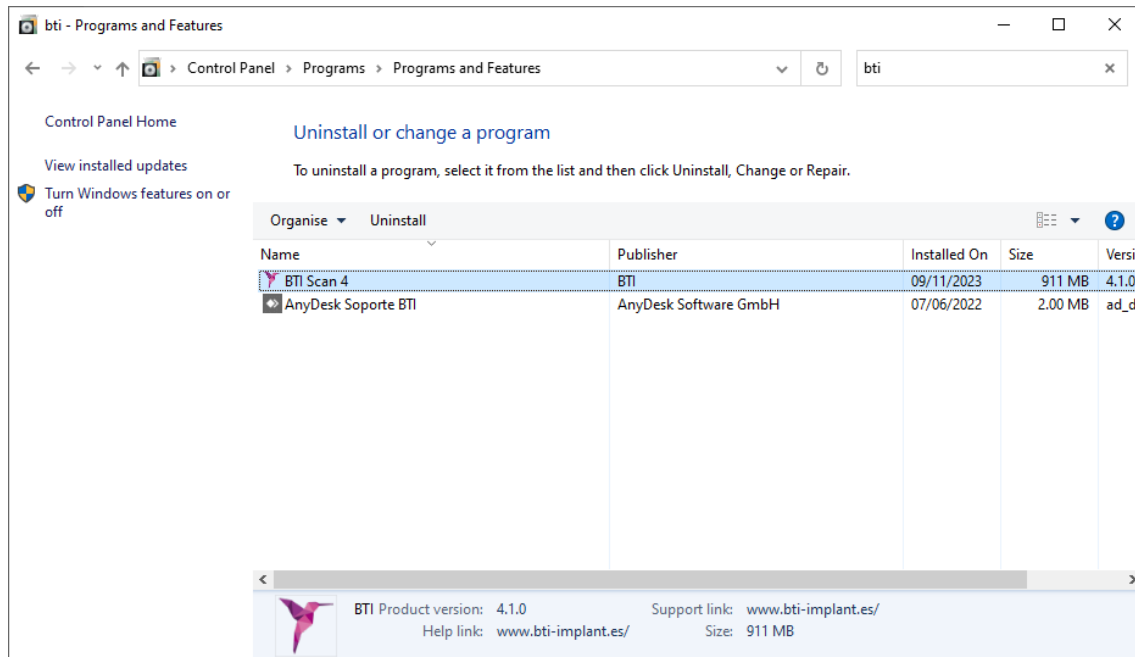 bti - Programs and Features
Control Panel > Programs > Programs and Features
bti
Control Panel Home
View installed updates
Turn Windows features on or
off
Uninstall or change a program
To uninstall a program, select it from the list and then click Uninstall, Change or Repair.
Organise Uninstall
Name Publisher Installed On Size Versi
BTI Scan 4 BTI 09/11/2023 911 MB 4.1.0
AnyDesk Soporte BTI AnyDesk Software GmbH 07/06/2022 2.00 MB ad_d
BTI Product version: 4.1.0 Support link: www.bti-implant.es/
Help link: www.bti-implant.es/ Size: 911 MB